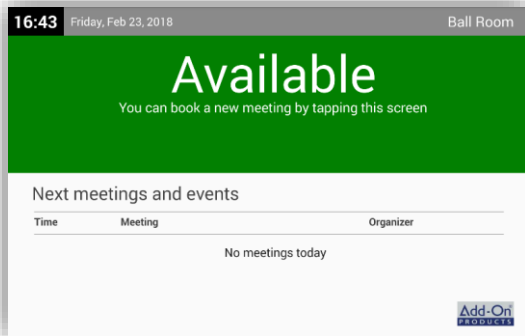 16:43 Friday, Feb 23, 2018 Ball Room
Available
You can book a new meeting by tapping this screen
Next meetings and events
Time Meeting Organizer
No meetings today
Add-On
PRODUCTS